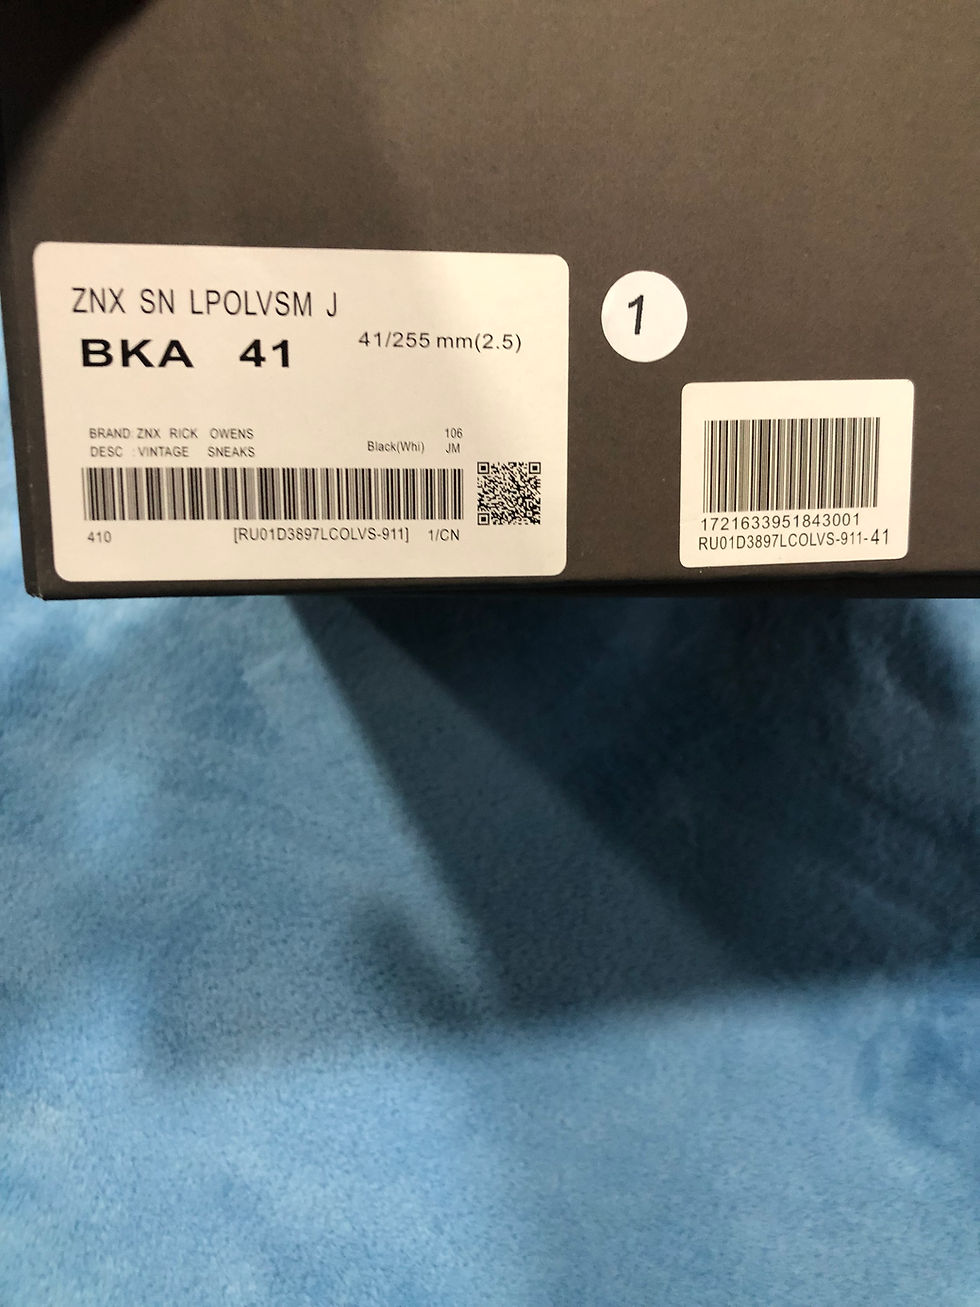 ZNX SN LPOLVSM J
BKA 41 41/255 mm(2.5)
BRAND: ZNX RICK OWENS 106
DESC : VINTAGE SNEAKS Black(Whi) JM
410 [RU01D3897LCOLVS-911] 1/CN
1
1721633951843001
RU01D3897LCOLVS-911-41